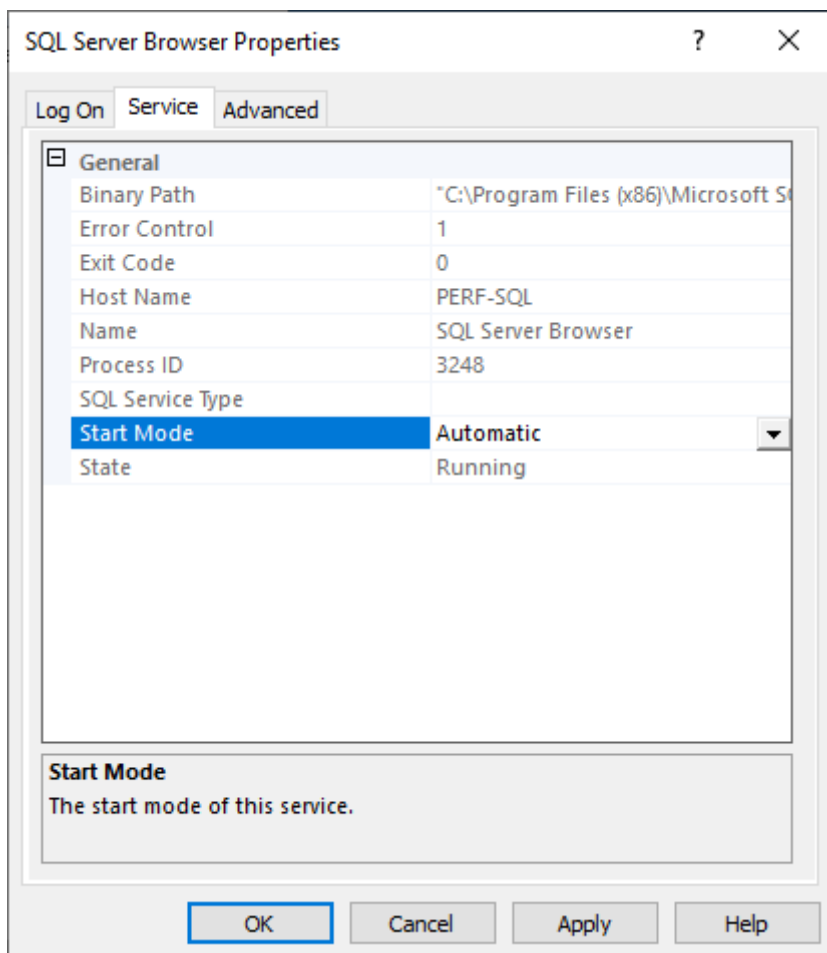 SQL Server Browser Properties ?
Log On Service Advanced
General
Binary Path "C:\Program Files (x86)\Microsoft
Error Control 1
Exit Code 0
Host Name PERF-SQL
Name SQL Server Browser
Process ID 3248
SQL Service Type
Start Mode Automatic
State Running
Start Mode
The start mode of this service.
OK Cancel Apply Help